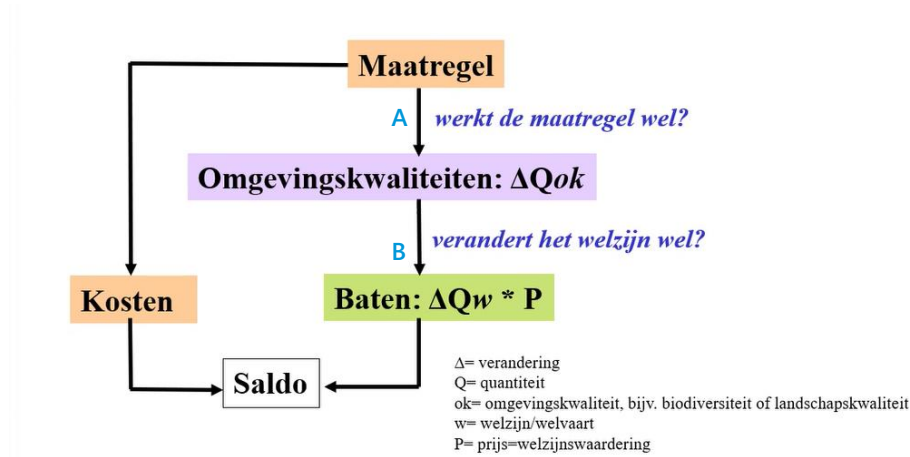 Maatregel
A werkt de maatregel wel?
Omgevingskwaliteiten: ΔQok
B verandert het welzijn wel?
Kosten
Baten: ΔQw * P
Saldo
Δ= verandering
Q= quantiteit
ok= omgevingskwaliteit, bijv. biodiversiteit of landschapskwaliteit
w= welzijn/welvaart
P= prijs=welzijnswaardering